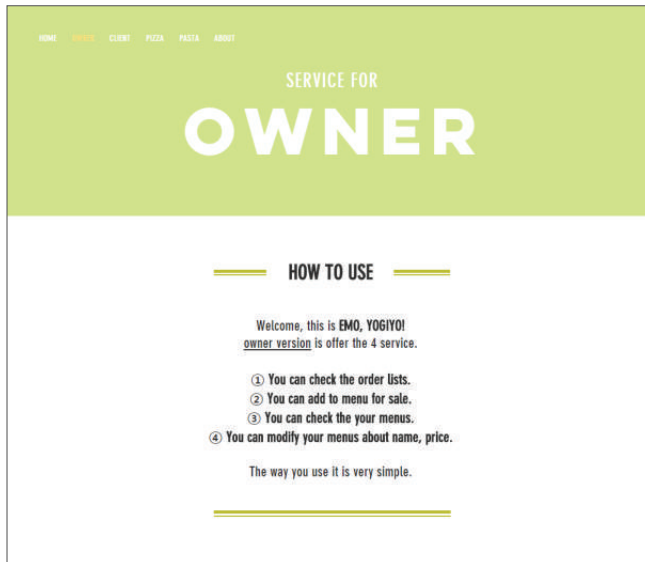 HOME OWNER CLIENT PIZZA PASTA ABOUT
SERVICE FOR
OWNER
HOW TO USE
Welcome, this is EMO, YOGIYO!
owner version is offer the 4 service.
① You can check the order lists.
② You can add to menu for sale.
③ You can check the your menus.
④ You can modify your menus about name, price.
The way you use it is very simple.